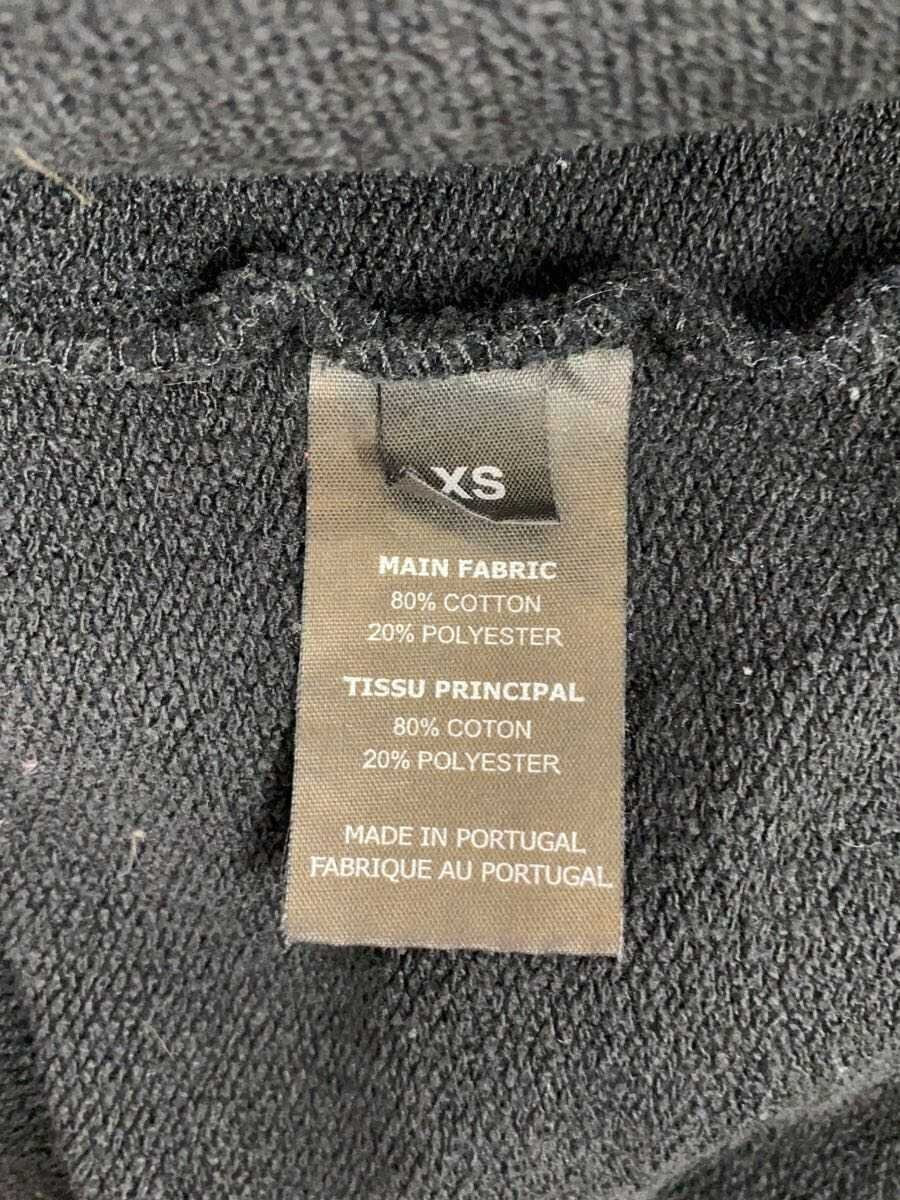 XS
MAIN FABRIC
80% COTTON
20% POLYESTER
TISSU PRINCIPAL
80% COTON
20% POLYESTER
MADE IN PORTUGAL
FABRIQUE AU PORTUGAL